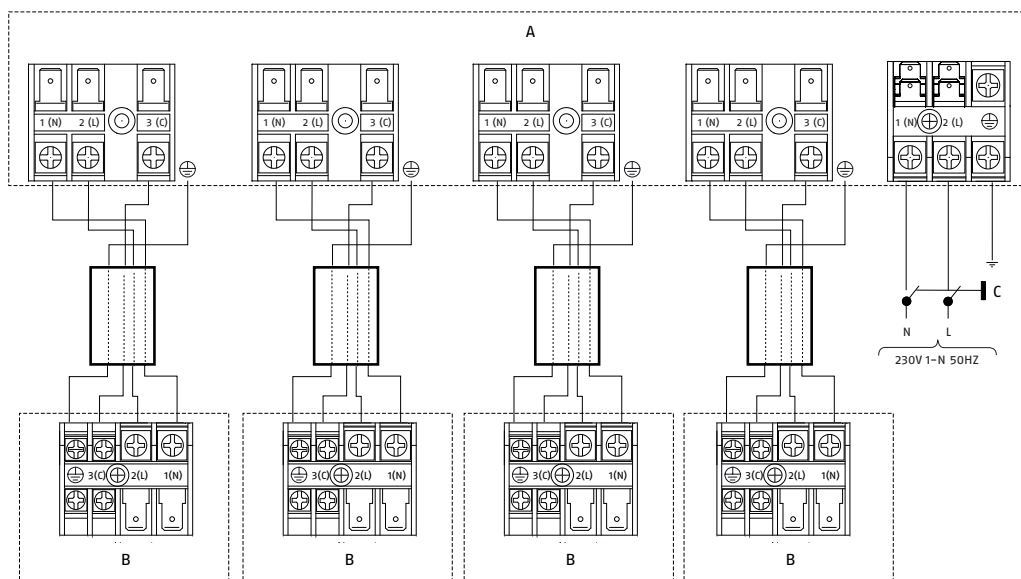 A
1 (N) 2 (L) 3 (C)
1 (N) 2 (L) 3 (C)
1 (N) 2 (L) 3 (C)
1 (N) 2 (L) 3 (C)
1 (N) 2 (L)
C
N L
230V 1-N 50HZ
3(C) 2(L) 1(N)
3(C) 2(L) 1(N)
3(C) 2(L) 1(N)
3(C) 2(L) 1(N)
B
B
B
B